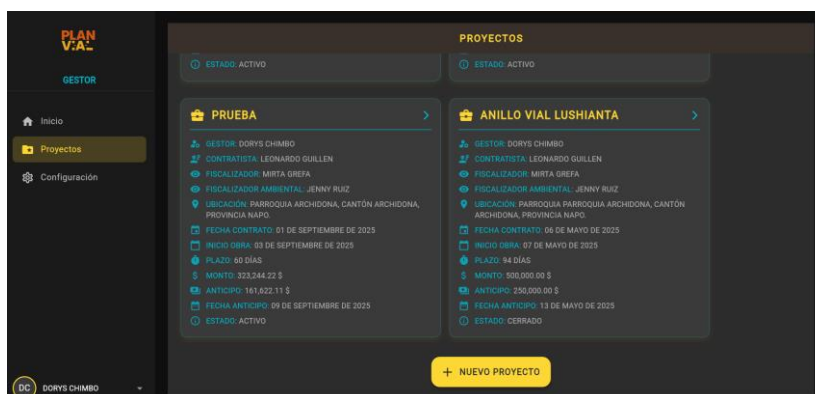 PLAN
V:A:
GESTOR
Inicio
Proyectos
Configuración
DC DORYS CHIMBO
PROYECTOS
ESTADO: ACTIVO
ESTADO: ACTIVO
PRUEBA
GESTOR: DORYS CHIMBO
CONTRATISTA: LEONARDO GUILLEN
FISCALIZADOR: MIRTA GREFA
FISCALIZADOR AMBIENTAL: JENNY RUIZ
UBICACIÓN: PARROQUIA ARCHIDONA, CANTÓN ARCHIDONA,
PROVINCIA NAPO.
FECHA CONTRATO: 01 DE SEPTIEMBRE DE 2025
INICIO OBRA: 03 DE SEPTIEMBRE DE 2025
PLAZO: 60 DÍAS
MONTO: 323,244.22 $
ANTICIPO: 161,622.11 $
FECHA ANTICIPO: 09 DE SEPTIEMBRE DE 2025
ESTADO: ACTIVO
ANILLO VIAL LUSHIANTA
GESTOR: DORYS CHIMBO
CONTRATISTA: LEONARDO GUILLEN
FISCALIZADOR: MIRTA GREFA
FISCALIZADOR AMBIENTAL: JENNY RUIZ
UBICACIÓN: PARROQUIA PARROQUIA ARCHIDONA, CANTÓN
ARCHIDONA, PROVINCIA NAPO.
FECHA CONTRATO: 06 DE MAYO DE 2025
INICIO OBRA: 07 DE MAYO DE 2025
PLAZO: 94 DÍAS
MONTO: 500,000.00 $
ANTICIPO: 250,000.00 $
FECHA ANTICIPO: 13 DE MAYO DE 2025
ESTADO: CERRADO
+ NUEVO PROYECTO